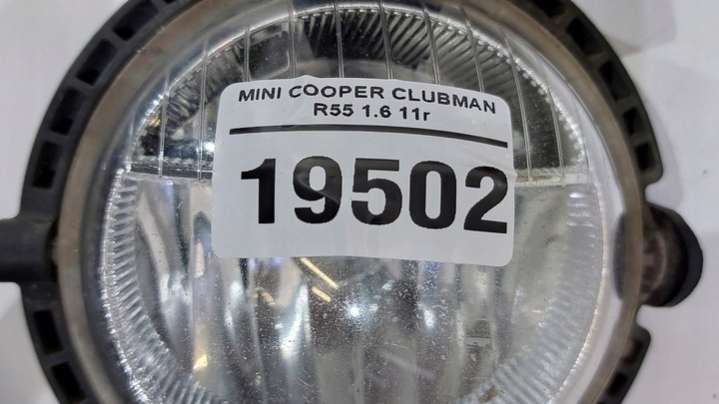 MINI COOPER CLUBMAN
R55 1.6 11r
19502